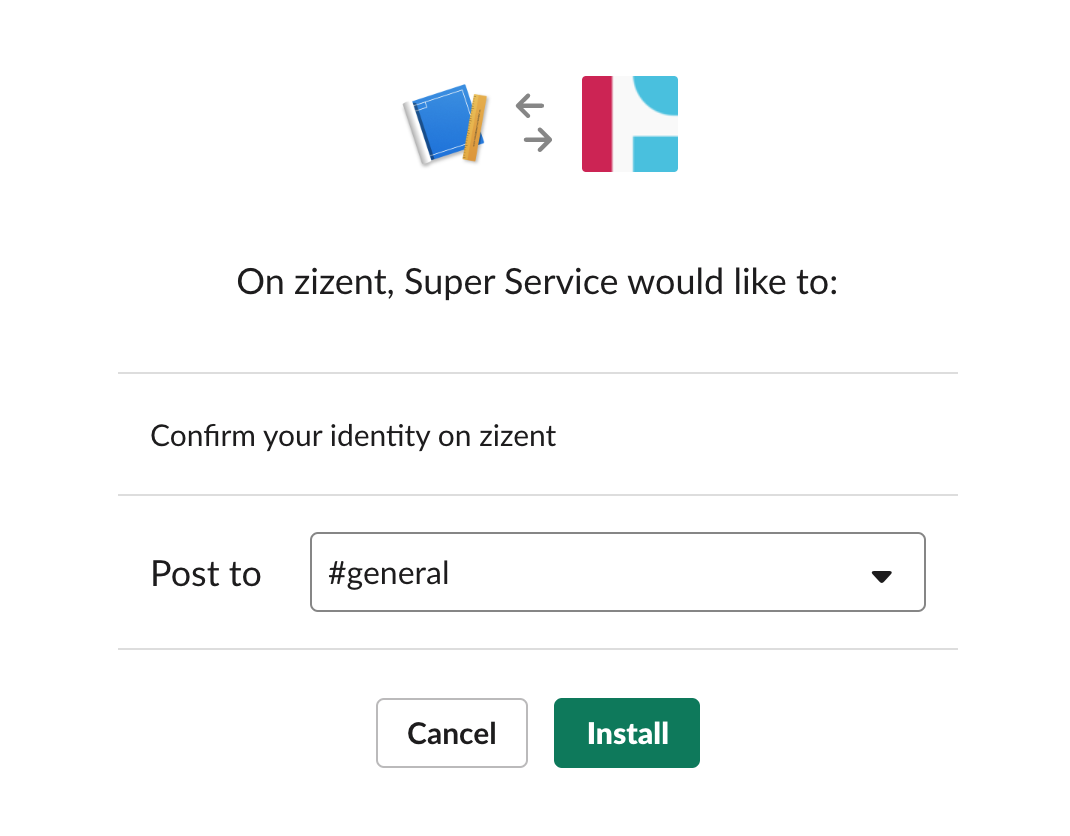 On zizent, Super Service would like to:
Confirm your identity on zizent
Post to #general
Cancel Install